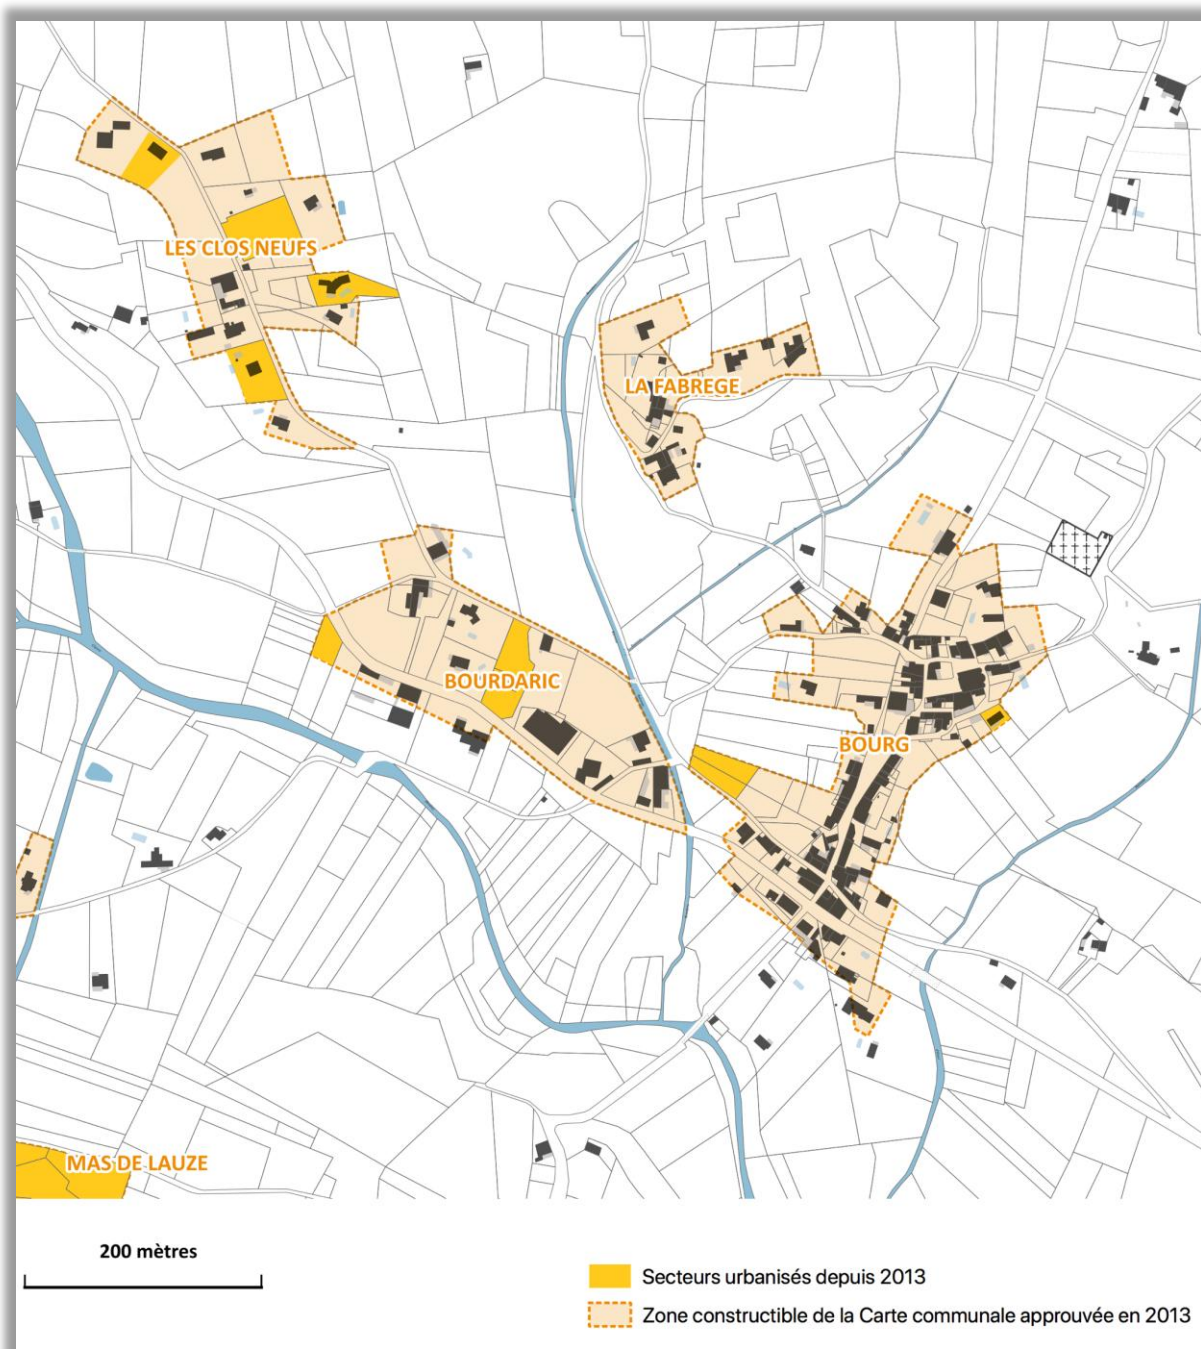 LES CLOS NEUFS
LA FABREGE
BOURDARIC
BOURG
MAS DE LAUZE
200 mètres
Secteurs urbanisés depuis 2013
Zone constructible de la Carte communale approuvée en 2013